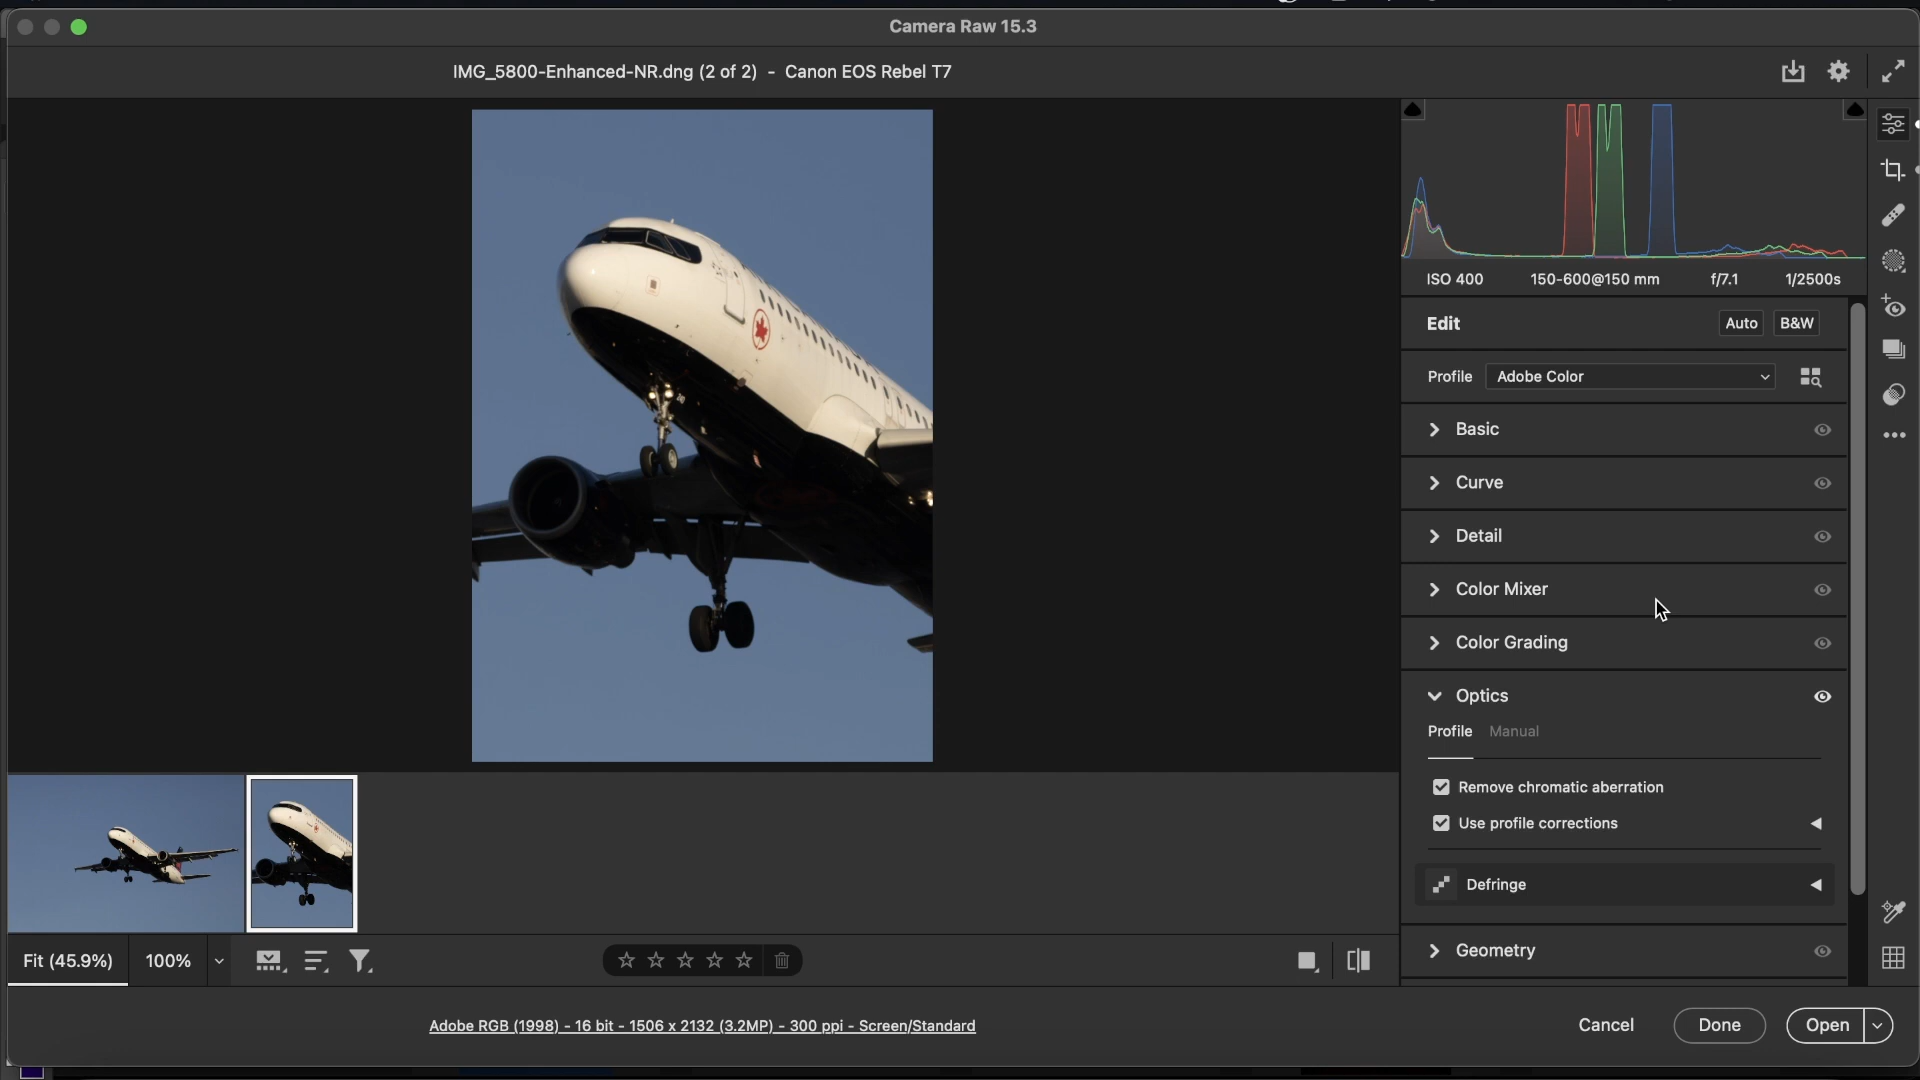 Camera Raw 15.3
IMG_5800-Enhanced-NR.dng (2 of 2) - Canon EOS Rebel T7
ISO 400 150-600@150 mm f/7.1 1/2500s
Edit Auto B&W
Profile Adobe Color
Basic
Curve
Detail
Color Mixer
Color Grading
Optics
Profile Manual
Remove chromatic aberration
Use profile corrections
Defringe
Geometry
Fit (45.9%) 100%
Adobe RGB (1998) - 16 bit - 1506 x 2132 (3.2MP) - 300 ppi - Screen/Standard
Cancel Done Open